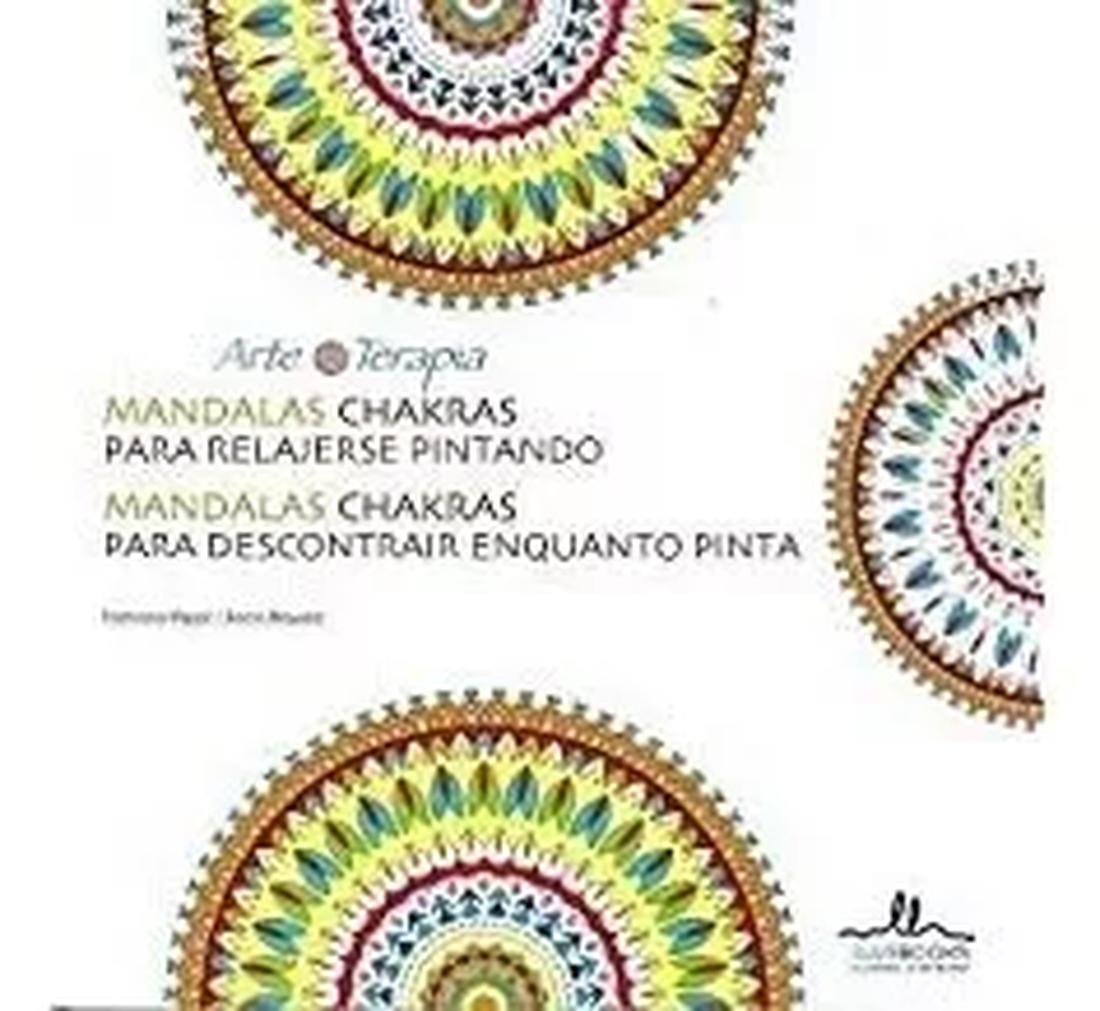 Arte Terapia
MANDALAS CHAKRAS
PARA RELAJERSE PINTANDO
MANDALAS CHAKRAS
PARA DESCONTRAIR ENQUANTO PINTA